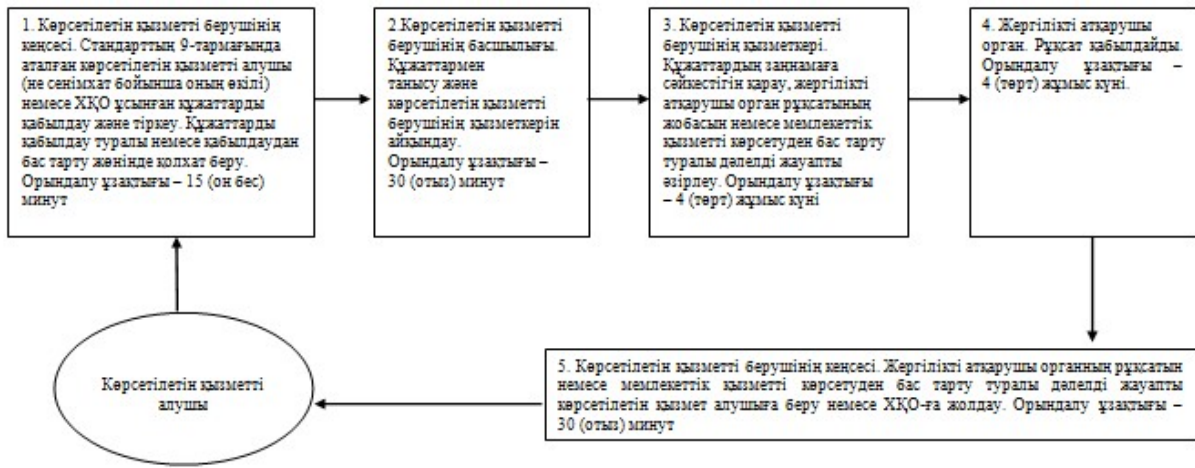 1. Көрсетілетін қызметті берушінің
кеңсесі. Стандарттың 9-тармағында
аталған көрсетілетін қызметті алушы
(не сенімхат бойынша оның өкілі)
немесе ХҚО ұсынған құжаттарды
қабылдау және тіркеу. Құжаттарды
қабылдау туралы немесе қабылдаудан
бас тарту жөнінде қолхат беру.
Орындалу ұзақтығы – 15 (он бес)
минут
2.Көрсетілетін қызметті
берушінің басшылығы.
Құжаттармен
танысу және
көрсетілетін қызметті
берушінің қызметкерін
айқындау.
Орындалу ұзақтығы –
30 (отыз) минут
3. Көрсетілетін қызметті
берушінің қызметкері.
Құжаттардың заңнамаға
сәйкестігін қарау, жергілікті
атқарушы орган рұқсатының
жобасын немесе мемлекеттік
қызметті көрсетуден бас тарту
туралы дәлелді жауапты
әзірлеу. Орындалу ұзақтығы
– 4 (төрт) жұмыс күні
4. Жергілікті атқарушы
орган. Рұқсат қабылдайды.
Орындалу ұзақтығы –
4 (төрт) жұмыс күні.
5. Көрсетілетін қызметті берушінің кеңсесі. Жергілікті атқарушы органның рұқсатын
немесе мемлекеттік қызметті көрсетуден бас тарту туралы дәлелді жауапты
көрсетілетін қызмет алушыға беру немесе ХҚО-ға жолдау. Орындалу ұзақтығы –
30 (отыз) минут
Көрсетілетін қызметті
алушы